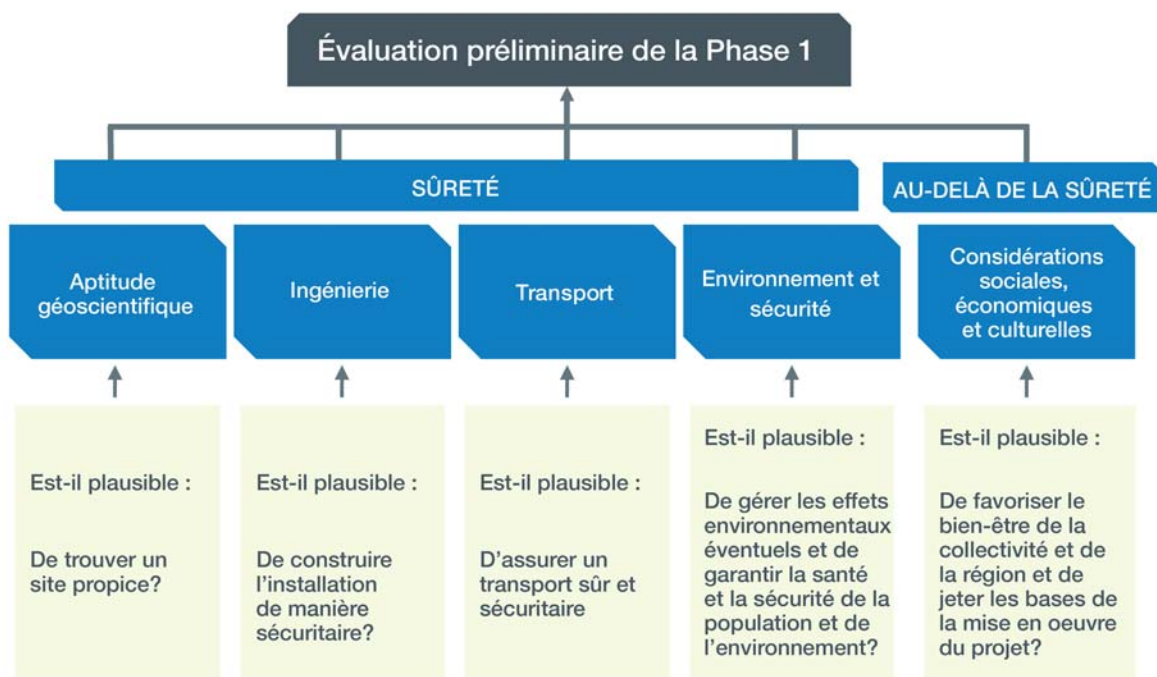 Évaluation préliminaire de la Phase 1
SÛRETÉ
AU-DELÀ DE LA SÛRETÉ
Aptitude
géoscientifique
Ingénierie
Transport
Environnement et
sécurité
Considérations
sociales,
économiques
et culturelles
Est-il plausible :
De trouver un
site propice?
Est-il plausible :
De construire
l'installation
de manière
sécuritaire?
Est-il plausible :
D'assurer un
transport sûr et
sécuritaire
Est-il plausible :
De gérer les effets
environnementaux
éventuels et de
garantir la santé
et la sécurité de la
population et de
l'environnement?
Est-il plausible :
De favoriser le
bien-être de la
collectivité et de
la région et de
jeter les bases de
la mise en oeuvre
du projet?